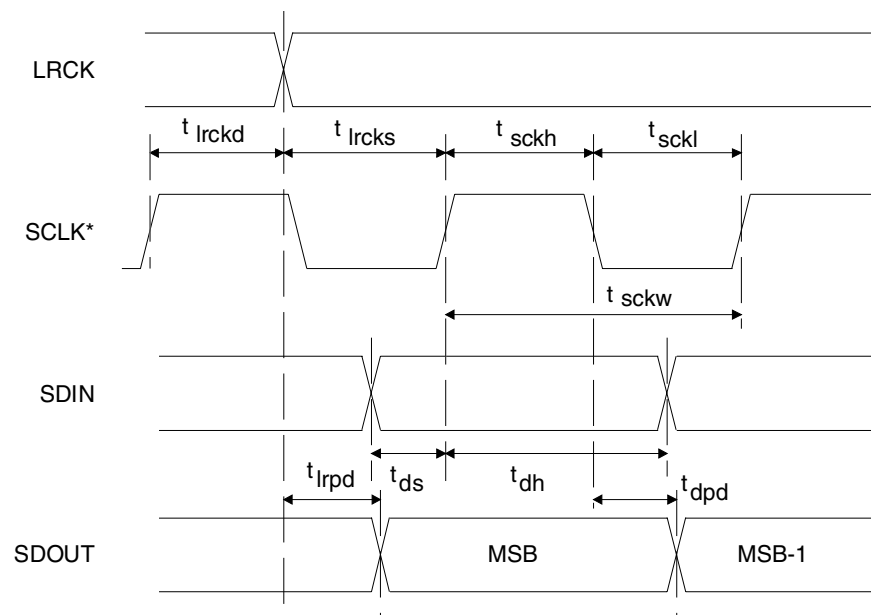 LRCK
t lrckd
t lrcks
t sckh
t sckl
SCLK*
t sckw
SDIN
t lrpd
t ds
t dh
t dpd
SDOUT
MSB
MSB-1